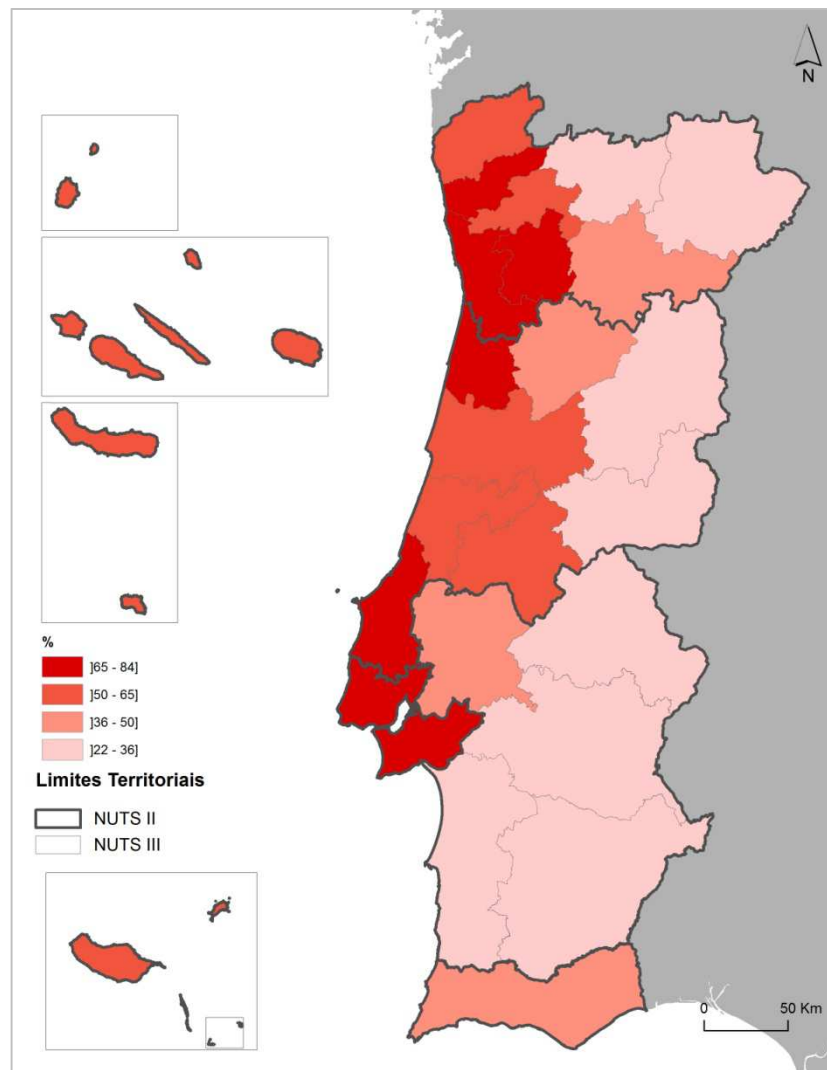 N
%
]65 - 84]
]50 - 65]
]36 - 50]
]22 - 36]
Limites Territoriais
NUTS II
NUTS III
0 50 Km